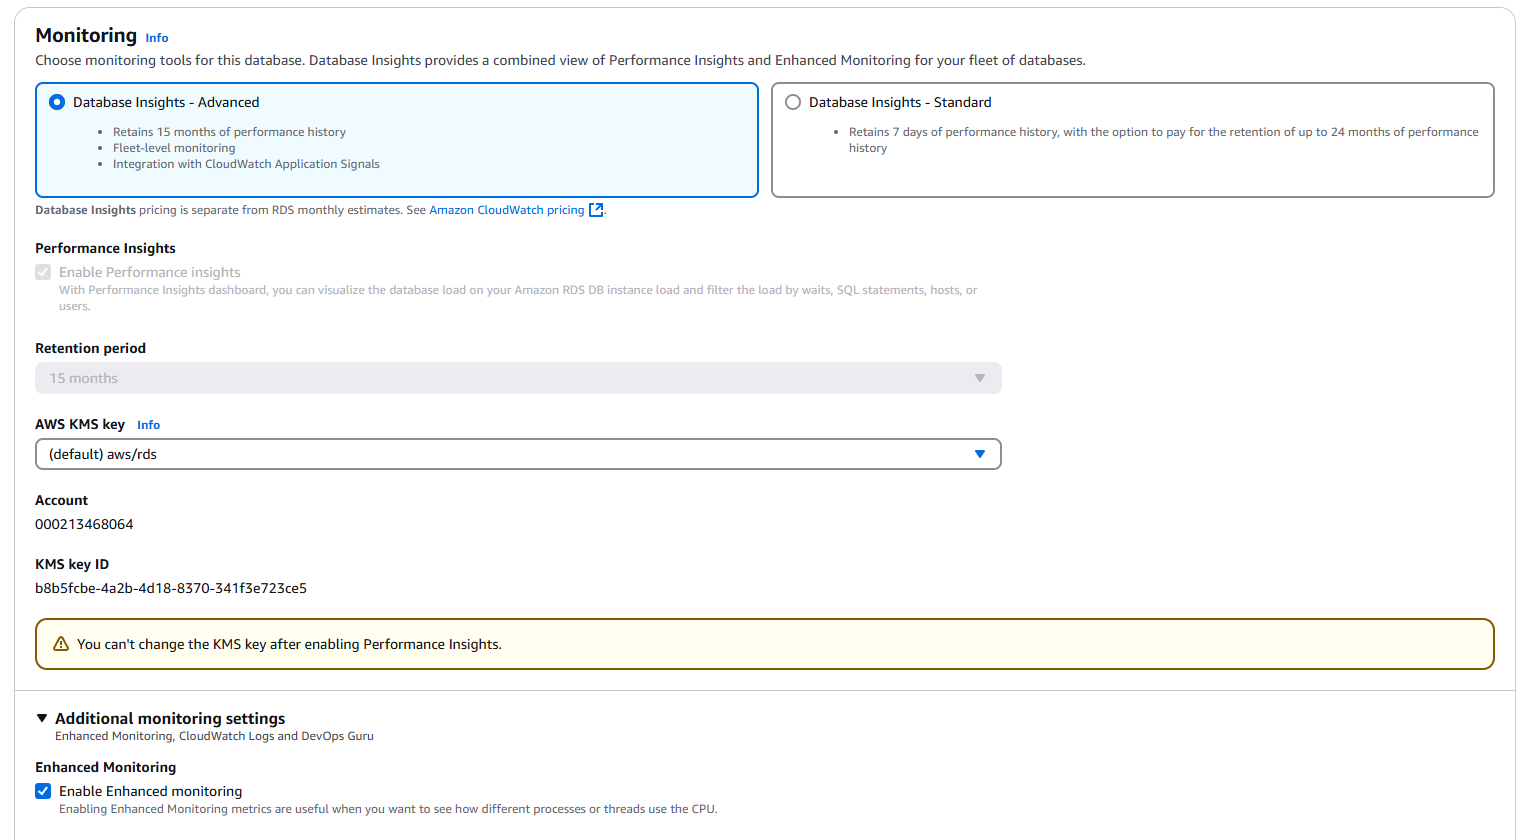 Monitoring Info
Choose monitoring tools for this database. Database Insights provides a combined view of Performance Insights and Enhanced Monitoring for your fleet of databases.
Database Insights - Advanced
Retains 15 months of performance history
Fleet-level monitoring
Integration with CloudWatch Application Signals
Database Insights - Standard
Retains 7 days of performance history, with the option to pay for the retention of up to 24 months of performance
history
Database Insights pricing is separate from RDS monthly estimates. See Amazon CloudWatch pricing.
Performance Insights
Enable Performance insights
With Performance Insights dashboard, you can visualize the database load on your Amazon RDS DB instance load and filter the load by waits, SQL statements, hosts, or
users.
Retention period
15 months
AWS KMS key Info
(default) aws/rds
Account
000213468064
KMS key ID
b8b5fcbe-4a2b-4d18-8370-341f3e723ce5
You can't change the KMS key after enabling Performance Insights.
Additional monitoring settings
Enhanced Monitoring, CloudWatch Logs and DevOps Guru
Enhanced Monitoring
Enable Enhanced monitoring
Enabling Enhanced Monitoring metrics are useful when you want to see how different processes or threads use the CPU.